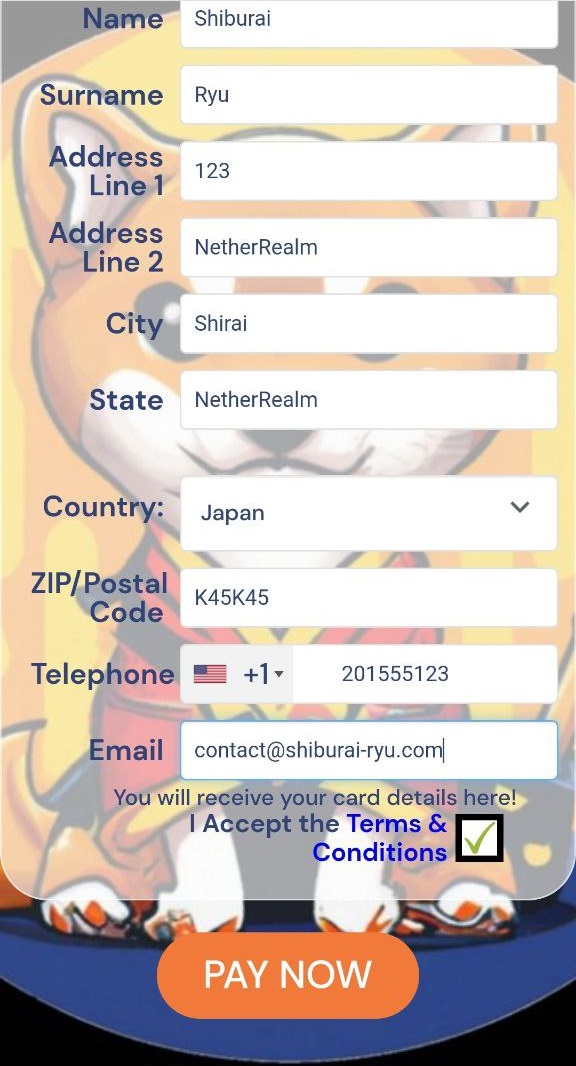 Name Shiburai
Surname Ryu
Address
Line 1 123
Address
Line 2 NetherRealm
City Shirai
State NetherRealm
Country: Japan
ZIP/Postal
Code K45K45
Telephone +1 201555123
Email contact@shiburai-ryu.com
You will receive your card details here!
I Accept the Terms &
Conditions
PAY NOW